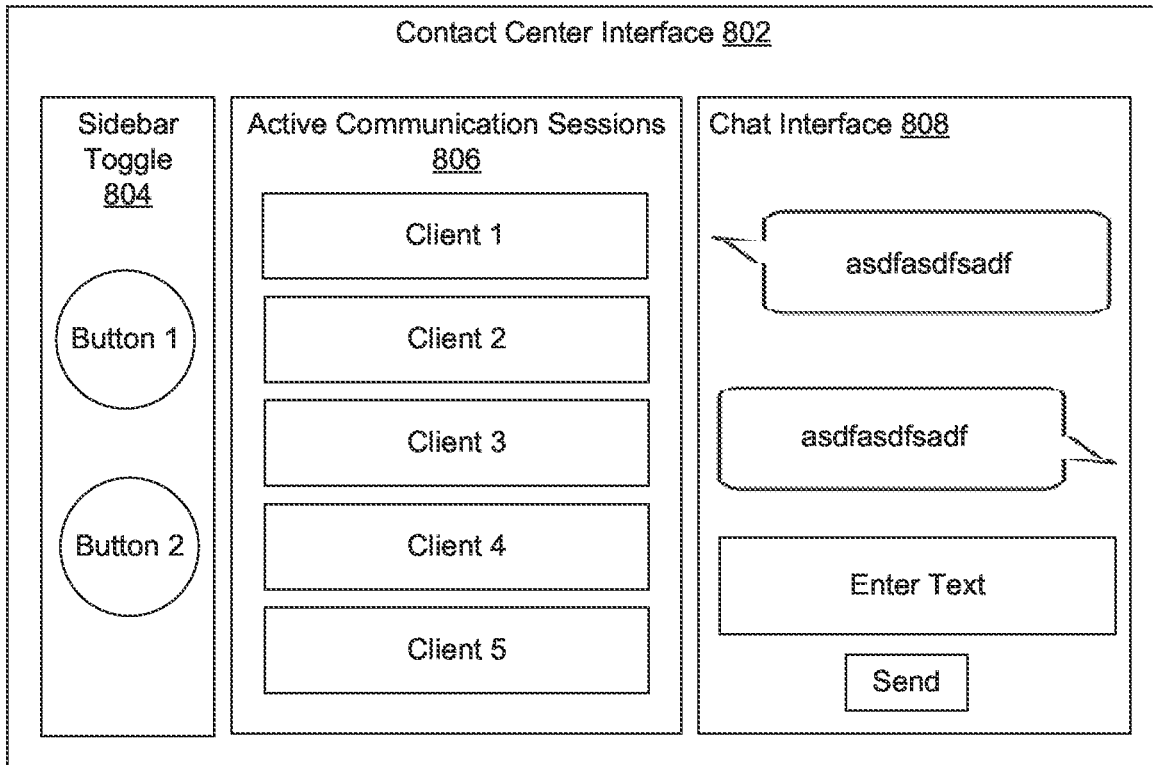 Contact Center Interface 802
Sidebar
Toggle
804
Button 1
Button 2
Active Communication Sessions
806
Client 1
Client 2
Client 3
Client 4
Client 5
Chat Interface 808
asdfasdfsadf
asdfasdfsadf
Enter Text
Send